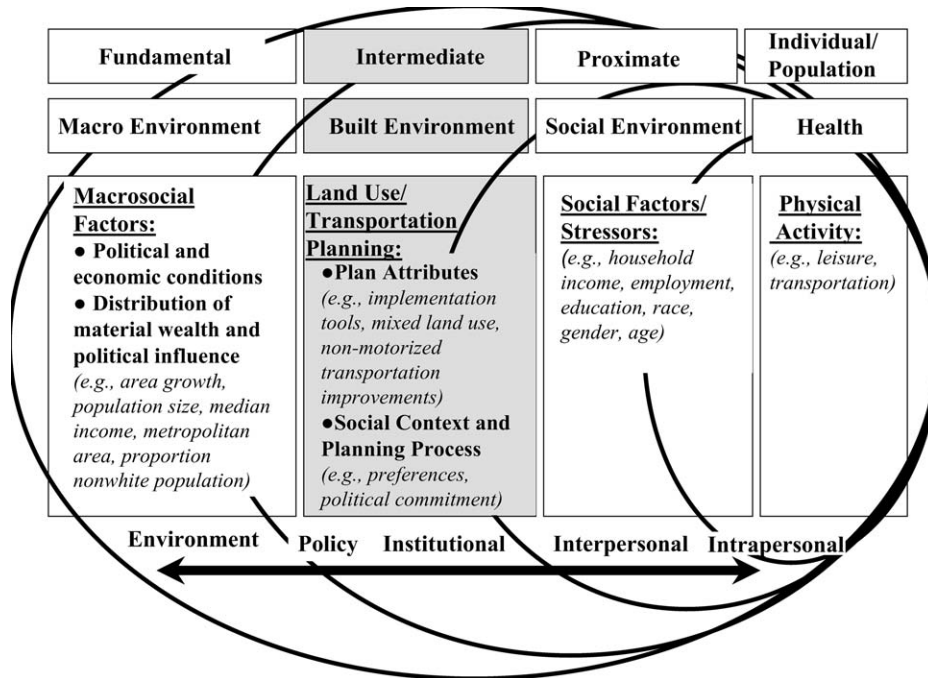 Fundamental
Intermediate
Proximate
Individual/
Population
Macro Environment
Built Environment
Social Environment
Health
Macrosocial
Factors:
● Political and
economic conditions
● Distribution of
material wealth and
political influence
(e.g., area growth,
population size, median
income, metropolitan
area, proportion
nonwhite population)
Land Use/
Transportation
Planning:
●Plan Attributes
(e.g., implementation
tools, mixed land use,
non-motorized
transportation
improvements)
●Social Context and
Planning Process
(e.g., preferences,
political commitment)
Social Factors/
Stressors:
(e.g., household
income, employment,
education, race,
gender, age)
Physical
Activity:
(e.g., leisure,
transportation)
Environment
Policy
Institutional
Interpersonal
Intrapersonal